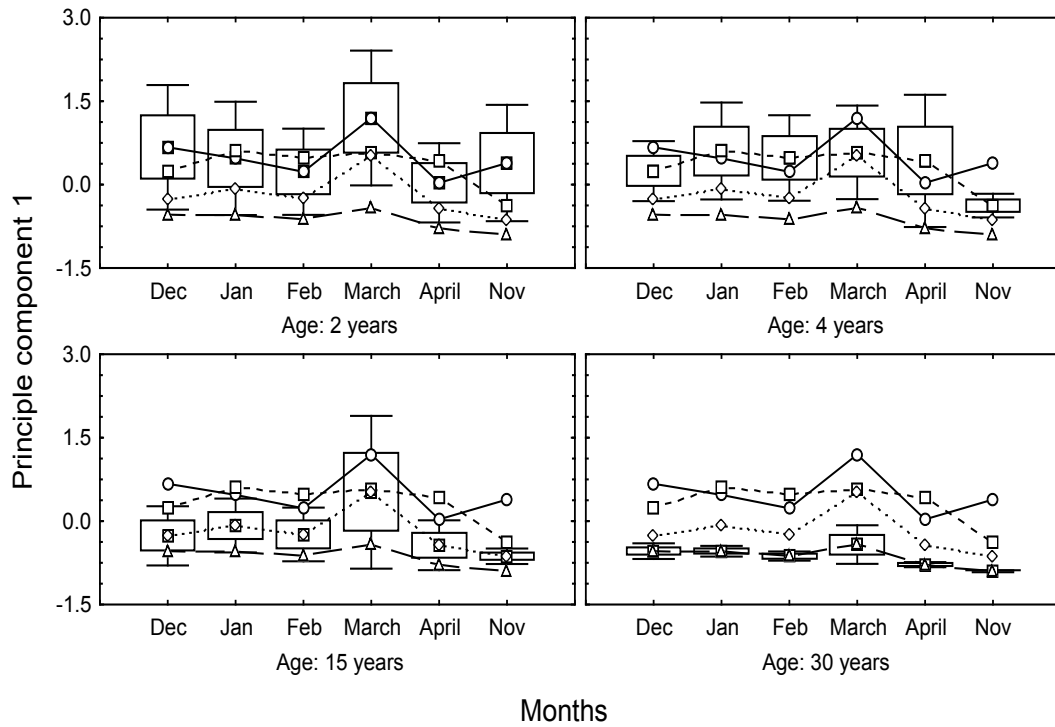 Principle component 1
3.0
1.5
0.0
-1.5
Dec Jan Feb March April Nov
Age: 2 years
Dec Jan Feb March April Nov
Age: 4 years
3.0
1.5
0.0
-1.5
Dec Jan Feb March April Nov
Age: 15 years
Dec Jan Feb March April Nov
Age: 30 years
Months